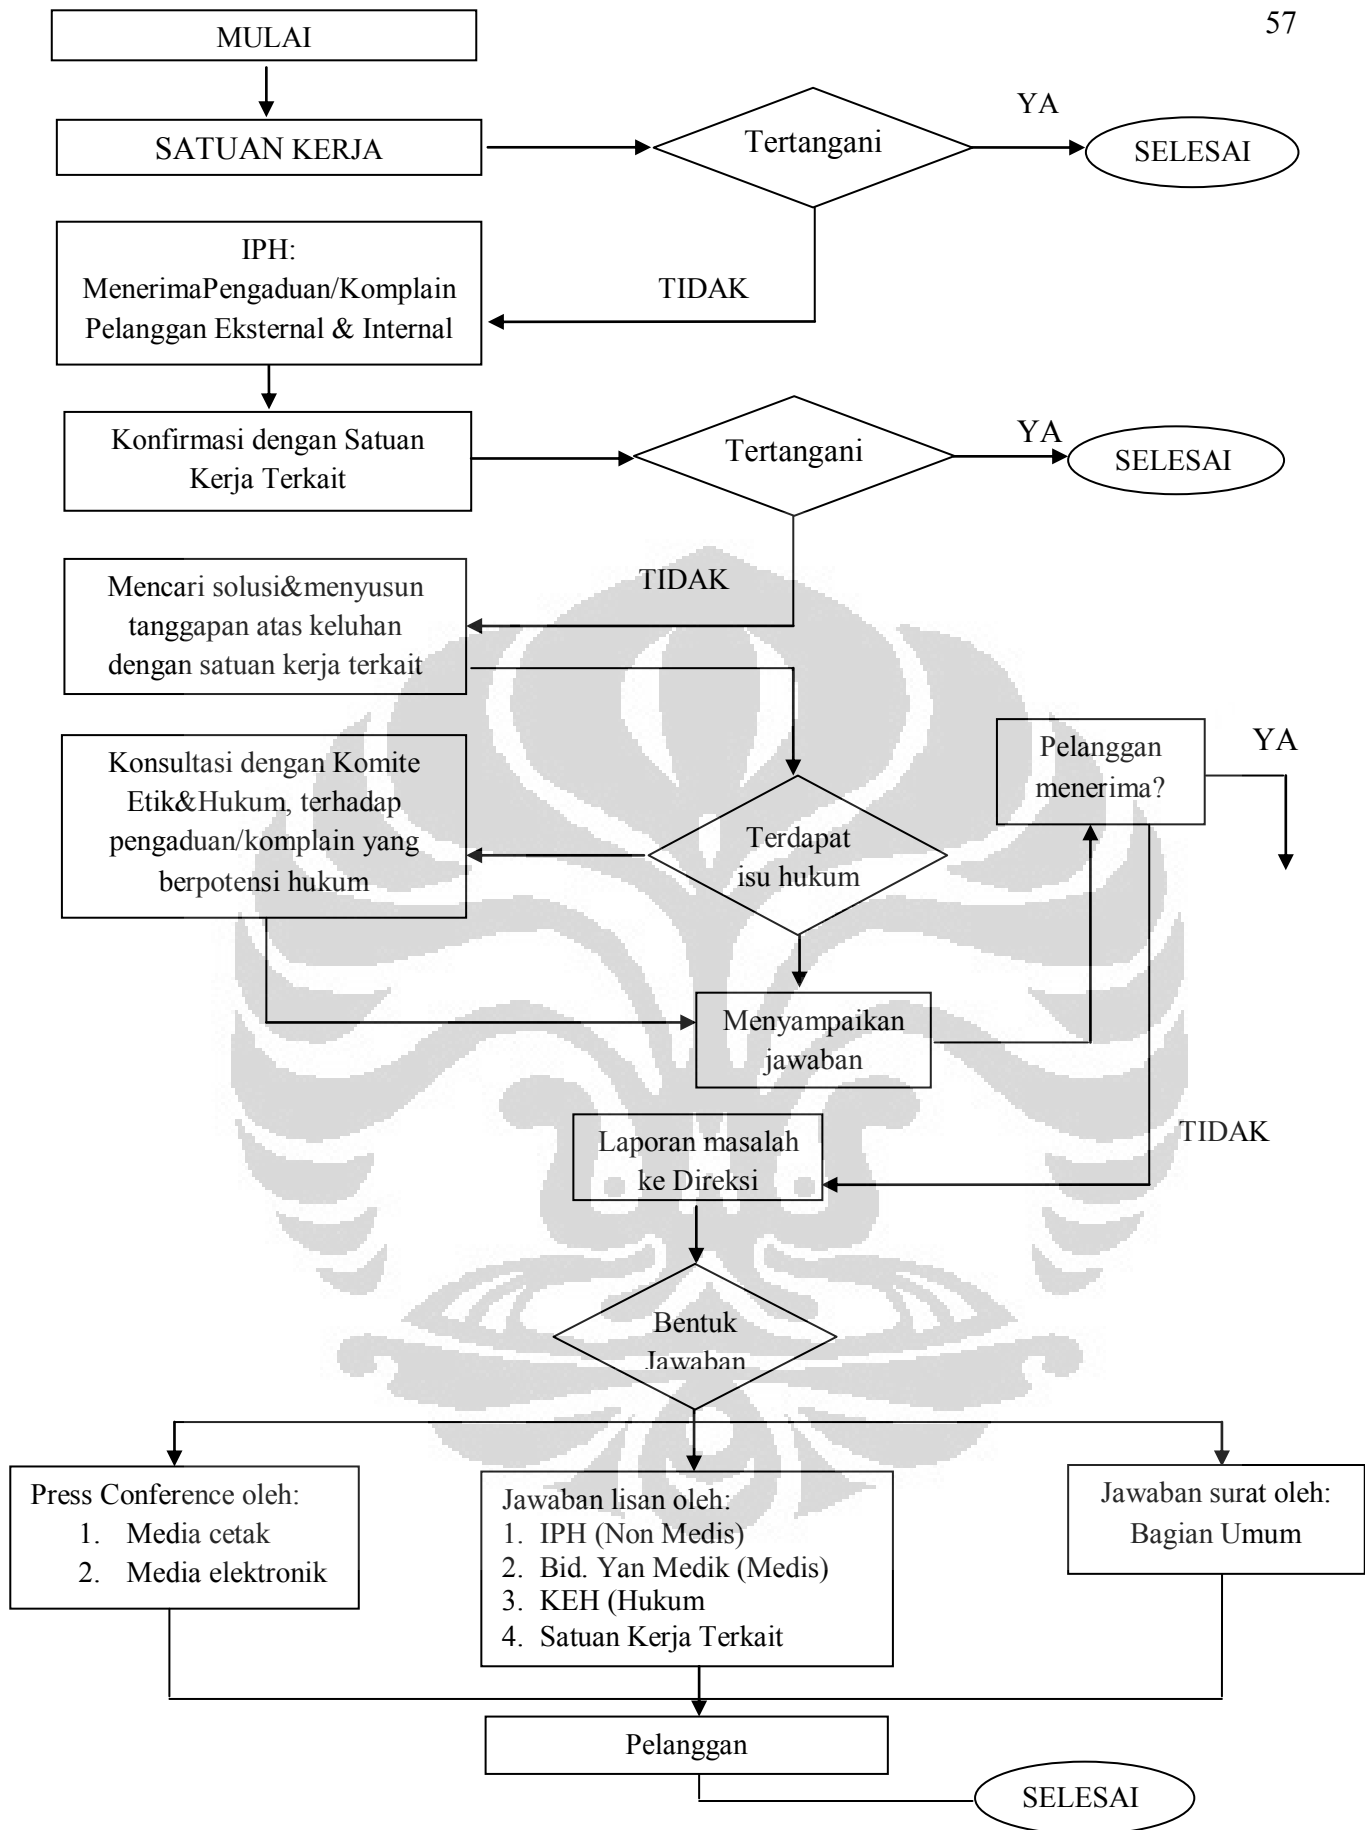 57
MULAI
SATUAN KERJA
Tertangani
YA
SELESAI
IPH:
MenerimaPengaduan/Komplain
Pelanggan Eksternal & Internal
TIDAK
Konfirmasi dengan Satuan
Kerja Terkait
Tertangani
YA
SELESAI
TIDAK
Mencari solusi&menyusun
tanggapan atas keluhan
dengan satuan kerja terkait
Konsultasi dengan Komite
Etik&Hukum, terhadap
pengaduan/komplain yang
berpotensi hukum
Terdapat
isu hukum
Pelanggan
menerima?
YA
Menyampaikan
jawaban
TIDAK
Laporan masalah
ke Direksi
Bentuk
Jawaban
Press Conference oleh:
1. Media cetak
2. Media elektronik
Jawaban lisan oleh:
1. IPH (Non Medis)
2. Bid. Yan Medik (Medis)
3. KEH (Hukum
4. Satuan Kerja Terkait
Jawaban surat oleh:
Bagian Umum
Pelanggan
SELESAI